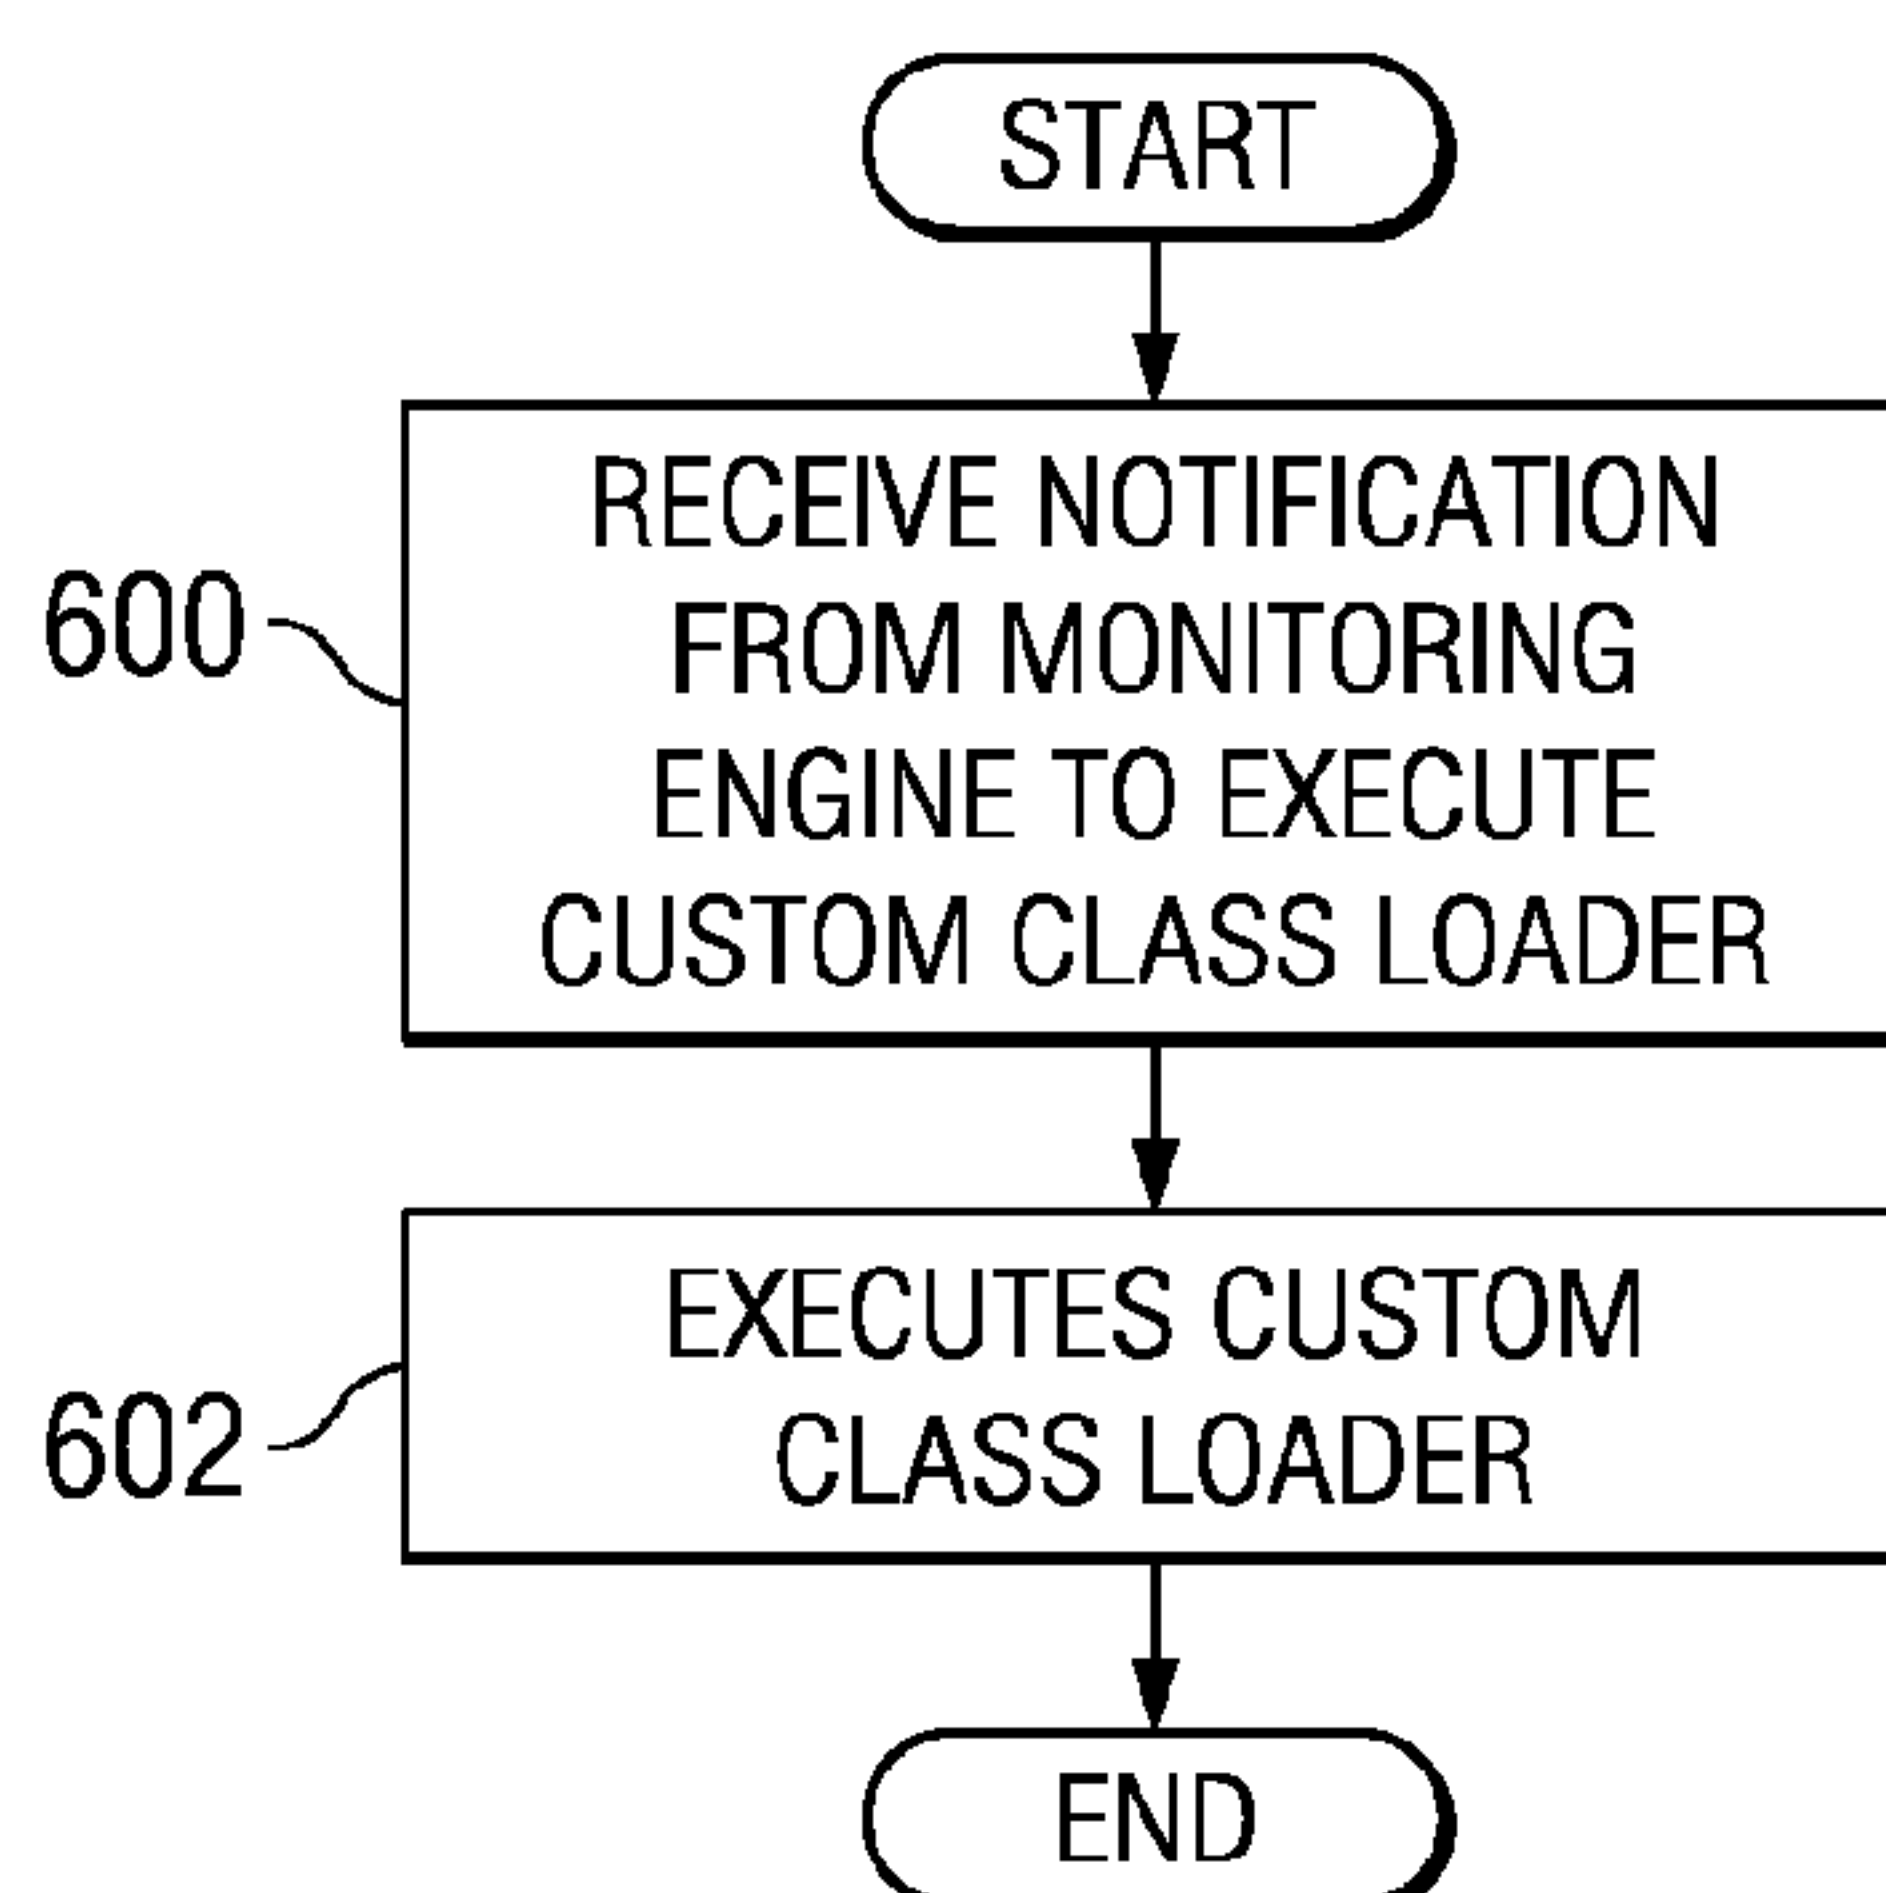 START
RECEIVE NOTIFICATION
FROM MONITORING
ENGINE TO EXECUTE
CUSTOM CLASS LOADER
600
EXECUTES CUSTOM
CLASS LOADER
602
END